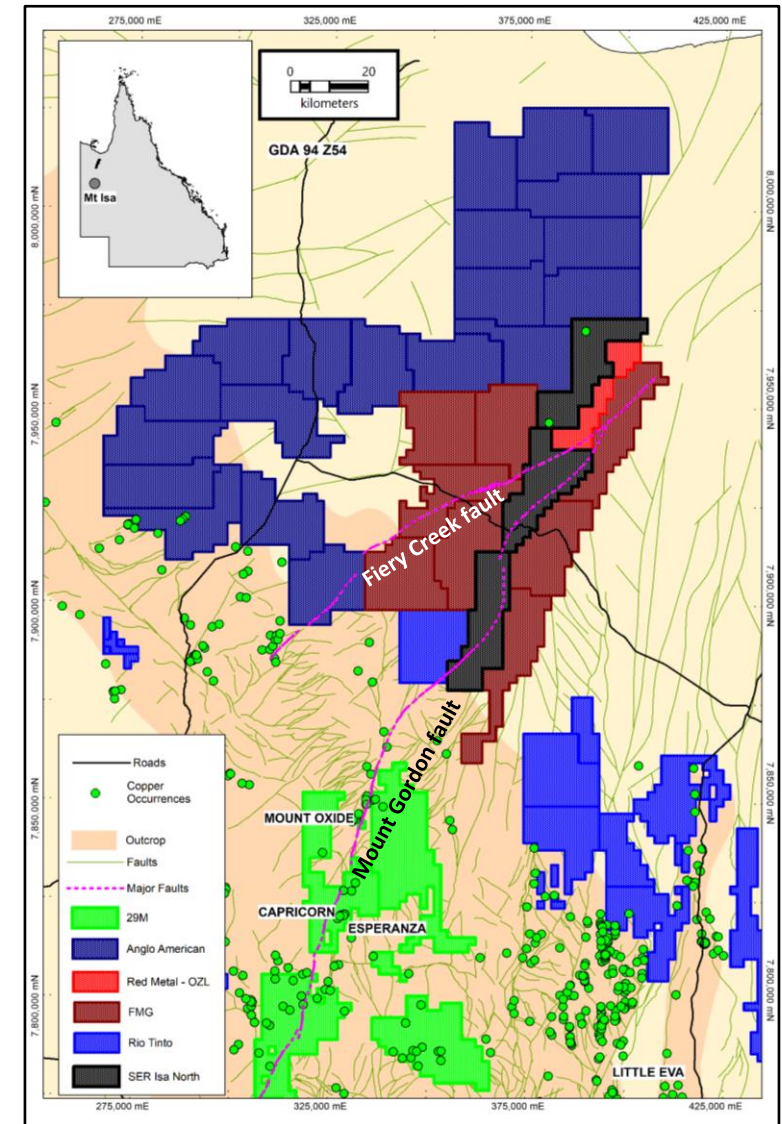 275,000 mE 325,000 mE 375,000 mE 425,000 mE
0 20
kilometers
GDA 94 Z54
Mt Isa
8,000,000 mN 8,000,000 mN
7,950,000 mN 7,950,000 mN
Fiery Creek fault
7,900,000 mN 7,900,000 mN
Mount Gordon fault
7,850,000 mN 7,850,000 mN
MOUNT OXIDE
CAPRICORN
ESPERANZA
7,800,000 mN 7,800,000 mN
LITTLE EVA
Roads
Copper
Occurrences
Outcrop
Faults
Major Faults
29M
Anglo American
Red Metal - OZL
FMG
Rio Tinto
SER Isa North
275,000 mE 325,000 mE 375,000 mE 425,000 mE